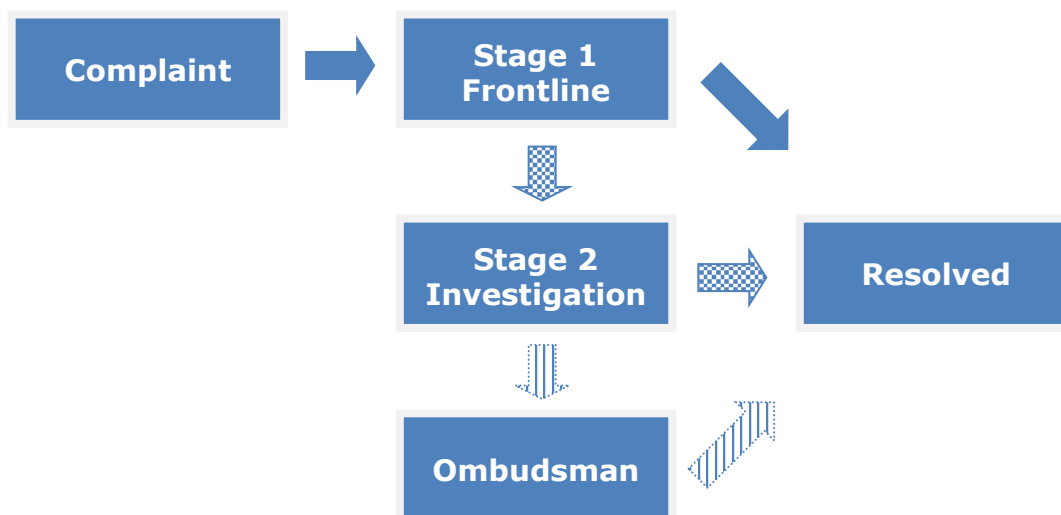 Complaint
Stage 1
Frontline
Stage 2
Investigation
Resolved
Ombudsman